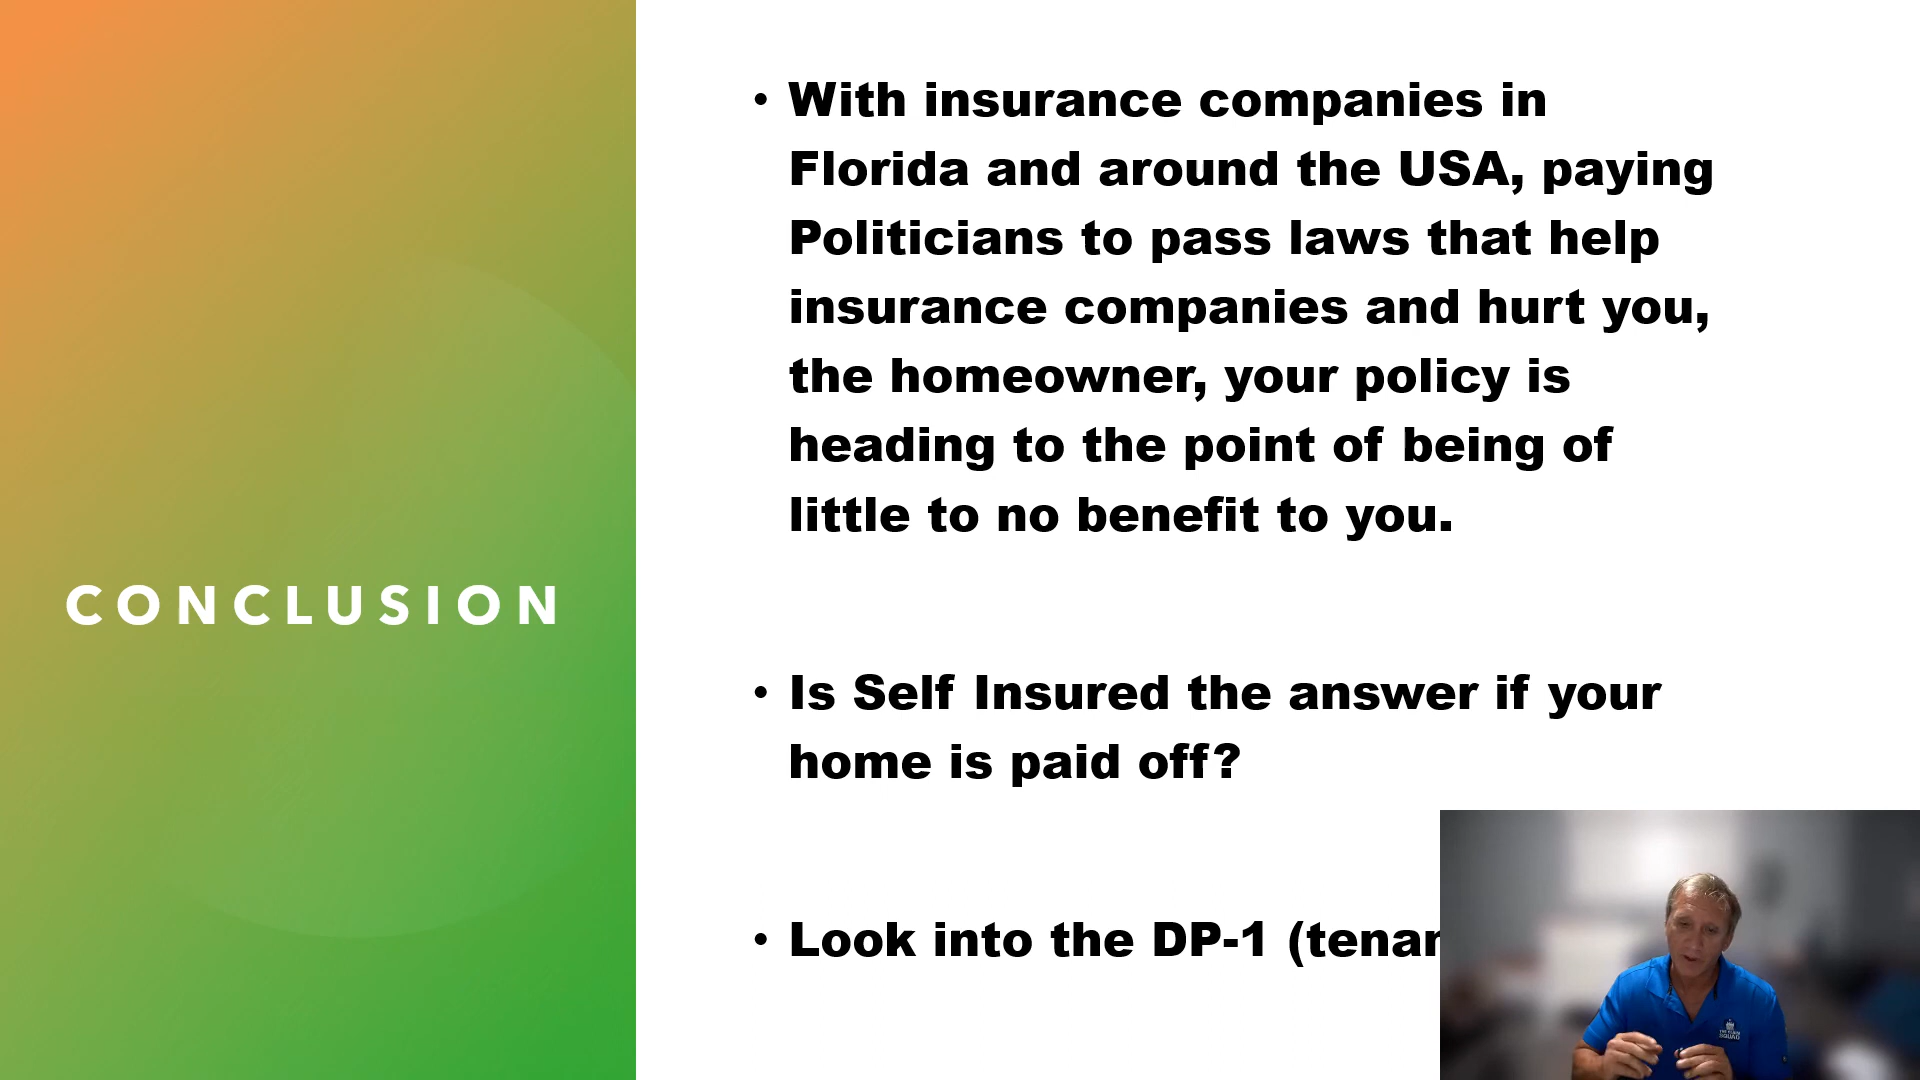 CONCLUSION
• With insurance companies in
Florida and around the USA, paying
Politicians to pass laws that help
insurance companies and hurt you,
the homeowner, your policy is
heading to the point of being of
little to no benefit to you.
• Is Self Insured the answer if your
home is paid off?
• Look into the DP-1